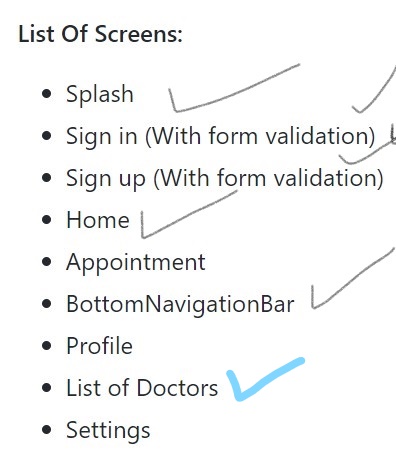 List Of Screens:
Splash
Sign in (With form validation)
Sign up (With form validation)
Home
Appointment
BottomNavigationBar
Profile
List of Doctors
Settings